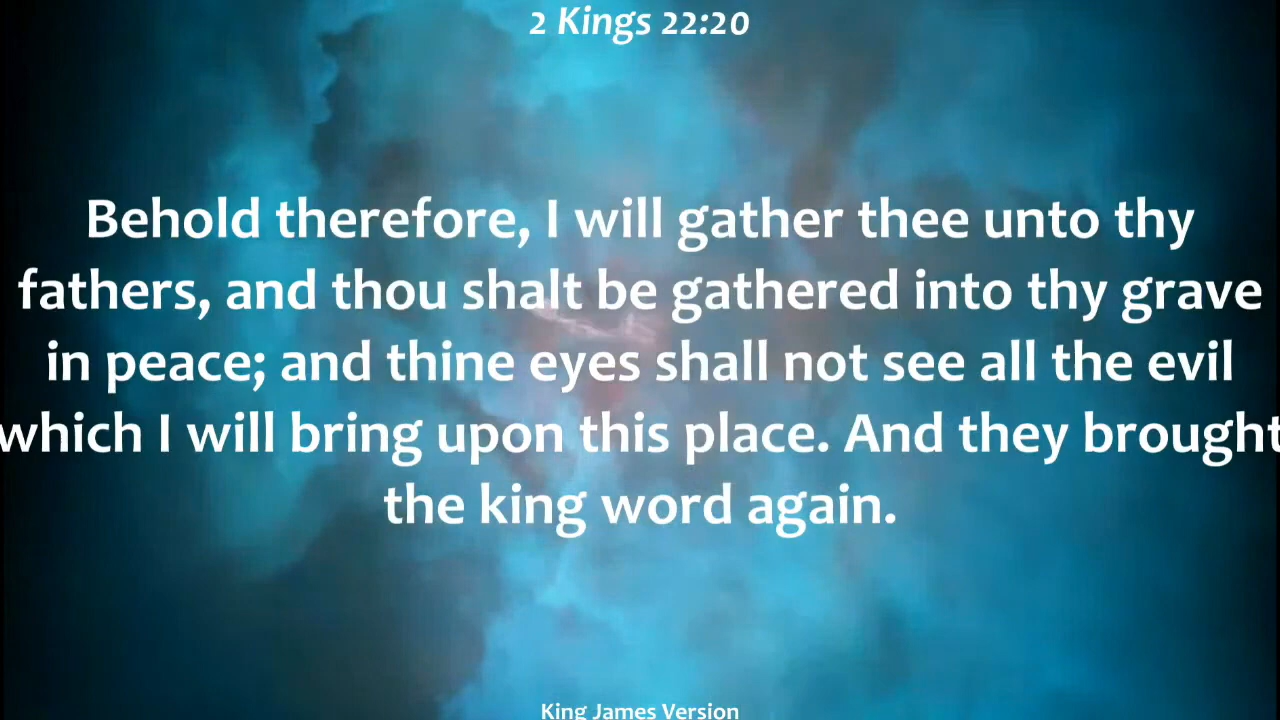 2 Kings 22:20
Behold therefore, I will gather thee unto thy
fathers, and thou shalt be gathered into thy grave
in peace; and thine eyes shall not see all the evil
which I will bring upon this place. And they brought
the king word again.
King James Version